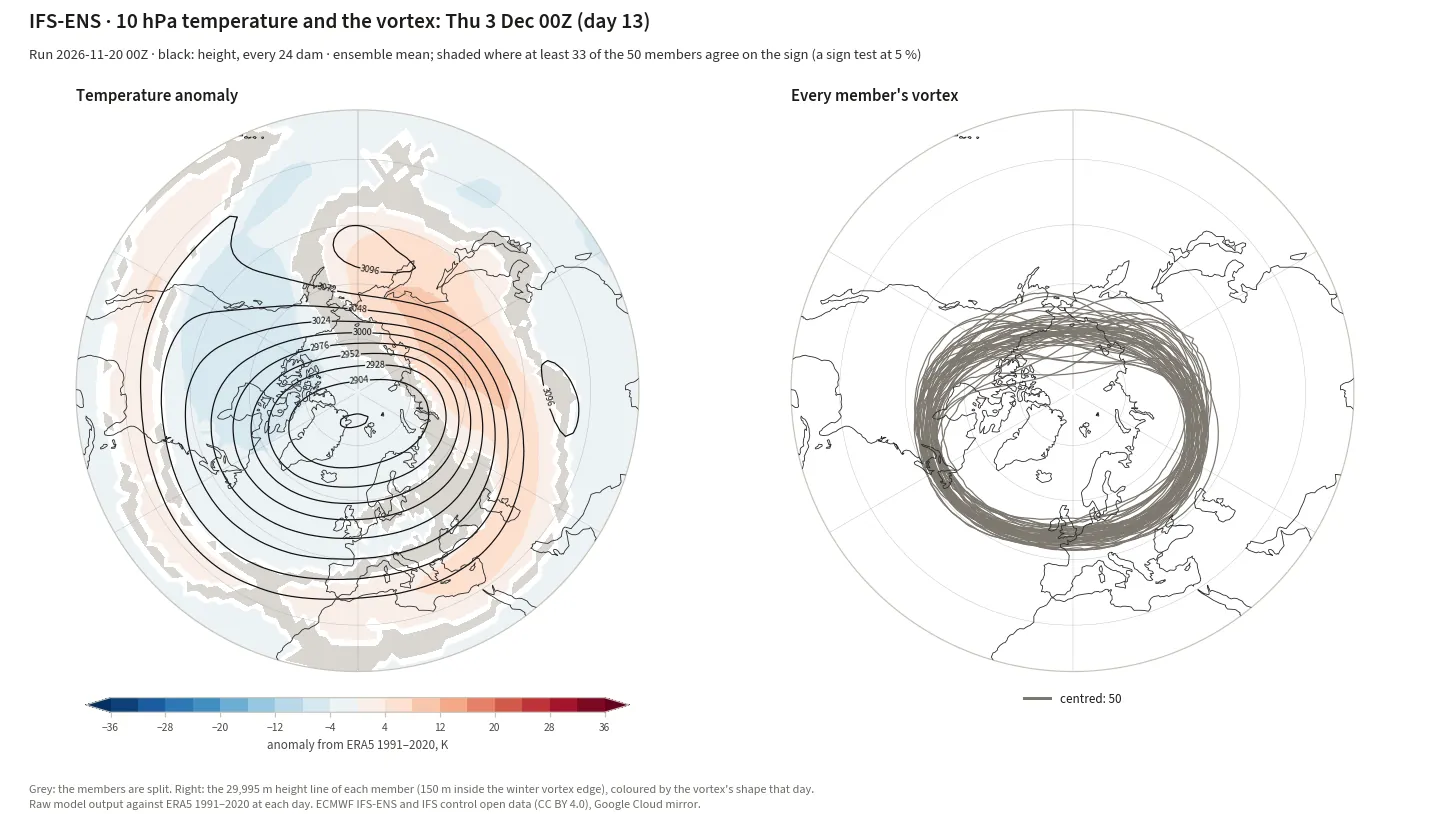 IFS-ENS · 10 hPa temperature and the vortex: Thu 3 Dec 00Z (day 13)
Run 2026-11-20 00Z · black: height, every 24 dam · ensemble mean; shaded where at least 33 of the 50 members agree on the sign (a sign test at 5 %)
Temperature anomaly
Every member's vortex
3096
3072
3048
3024
3000
2976
2952
2928
2904
3096
centred: 50
−36 −28 −20 −12 −4 4 12 20 28 36
anomaly from ERA5 1991–2020, K
Grey: the members are split. Right: the 29,995 m height line of each member (150 m inside the winter vortex edge), coloured by the vortex's shape that day.
Raw model output against ERA5 1991–2020 at each day. ECMWF IFS-ENS and IFS control open data (CC BY 4.0), Google Cloud mirror.